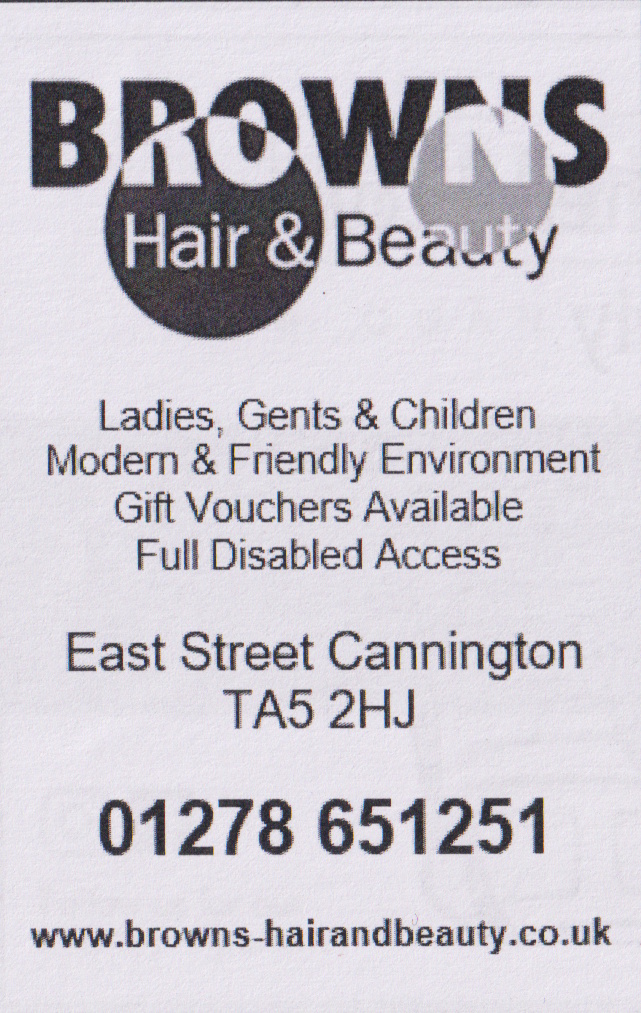 BROWNS
Hair & Beauty
Ladies, Gents & Children
Modern & Friendly Environment
Gift Vouchers Available
Full Disabled Access
East Street Cannington
TA5 2HJ
01278 651251
www.browns-hairandbeauty.co.uk